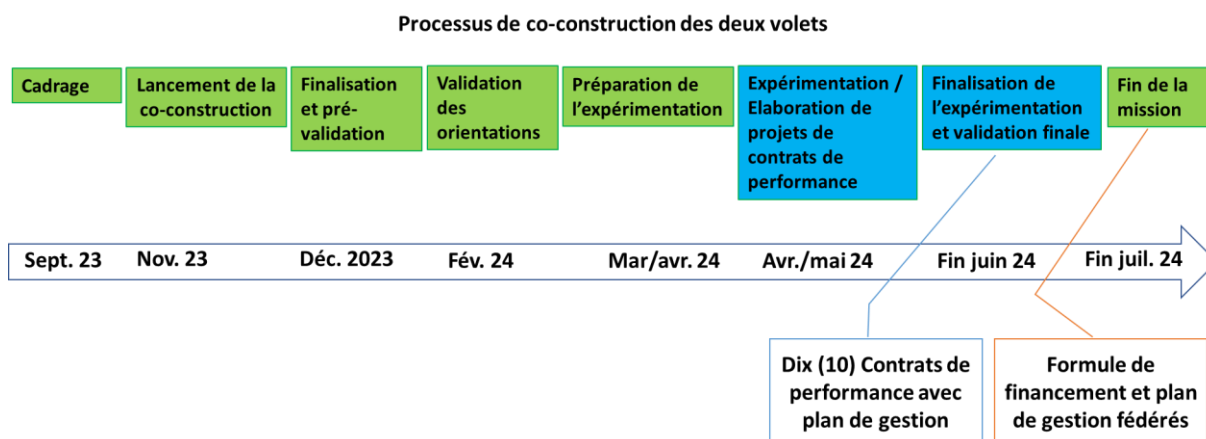 Processus de co-construction des deux volets
Cadrage
Lancement de la
co-construction
Finalisation
et pré-
validation
Validation
des
orientations
Préparation de
l'expérimentation
Expérimentation /
Elaboration de
projets de
contrats de
performance
Finalisation de
l'expérimentation
et validation finale
Fin de la
mission
Sept. 23
Nov. 23
Déc. 2023
Fév. 24
Mar/avr. 24
Avr./mai 24
Fin juin 24
Fin juil. 24
Dix (10) Contrats de
performance avec
plan de gestion
Formule de
financement et plan
de gestion fédérés